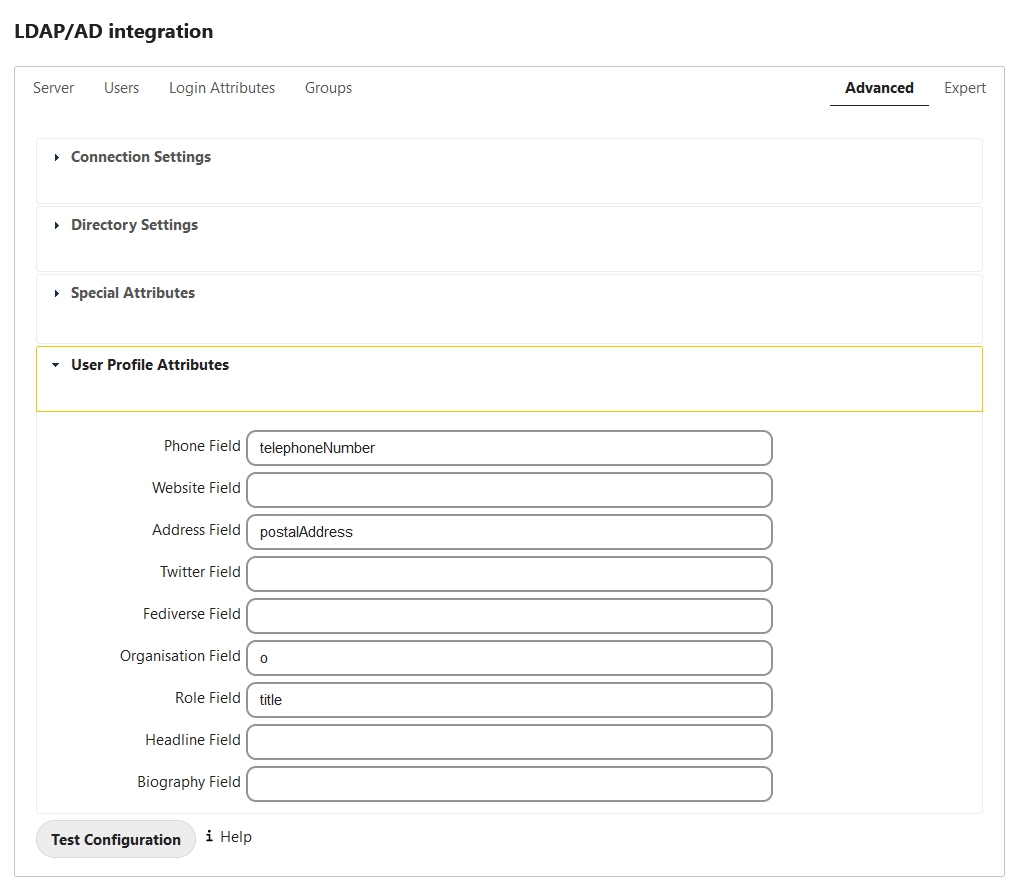 LDAP/AD integration
Server Users Login Attributes Groups Advanced Expert
Connection Settings
Directory Settings
Special Attributes
User Profile Attributes
Phone Field telephoneNumber
Website Field
Address Field postalAddress
Twitter Field
Fediverse Field
Organisation Field o
Role Field title
Headline Field
Biography Field
Test Configuration i Help